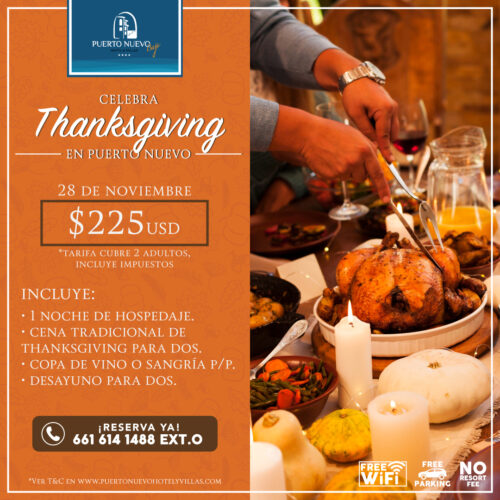 PUERTO NUEVO
CELEBRA
Thanksgiving
EN PUERTO NUEVO
28 DE NOVIEMBRE
$225 USD
*TARIFA CUBRE 2 ADULTOS,
INCLUYE IMPUESTOS
INCLUYE:
• 1 NOCHE DE HOSPEDAJE.
• CENA TRADICIONAL DE
THANKSGIVING PARA DOS.
• COPA DE VINO O SANGRÍA P/P.
• DESAYUNO PARA DOS.
¡RESERVA YA!
661 614 1488 EXT.O
*VER T&C EN WWW.PUERTONUEVOHOTELYVILLAS.COM
FREE
WiFi
FREE
PARKING
NO
RESORT
FEE